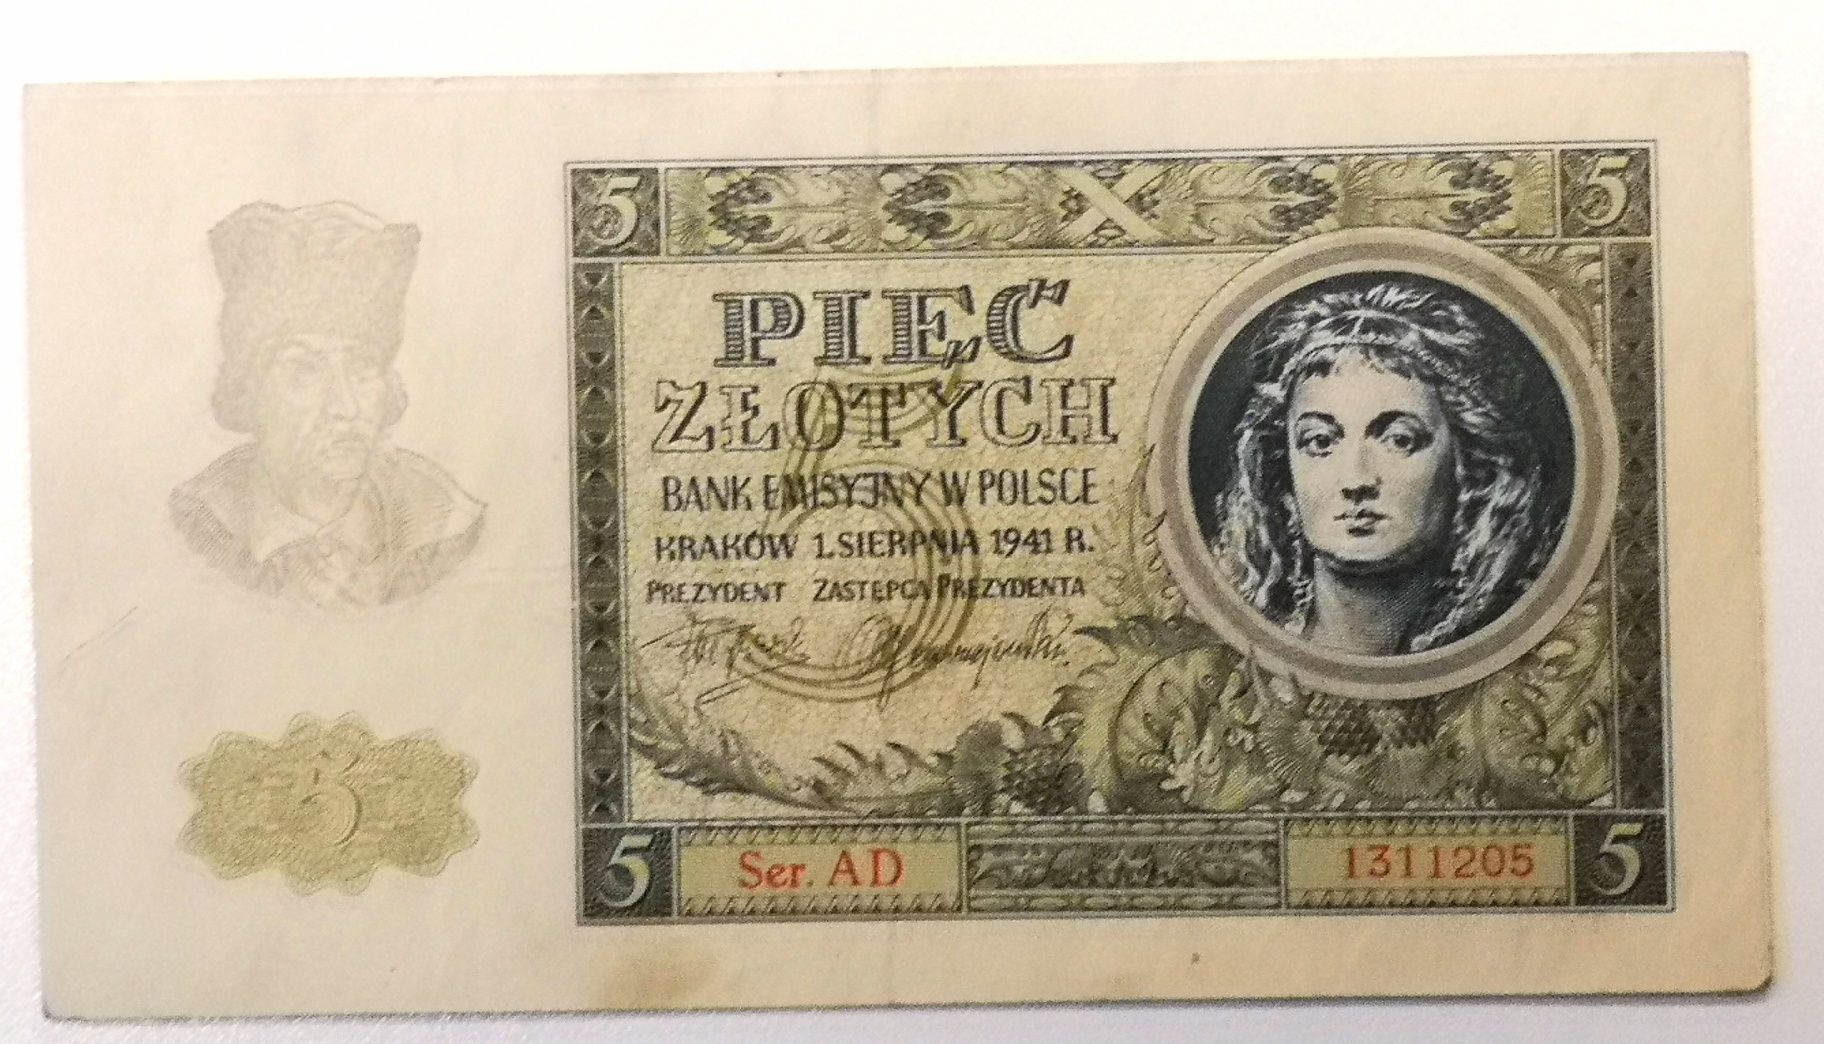 5 5
PIĘĆ
ZŁOTYCH
BANK EMISYJNY W POLSCE
KRAKÓW 1. SIERPNIA 1941 R.
PREZYDENT ZASTĘPCA PREZYDENTA
5
5 Ser. AD 1311205 5